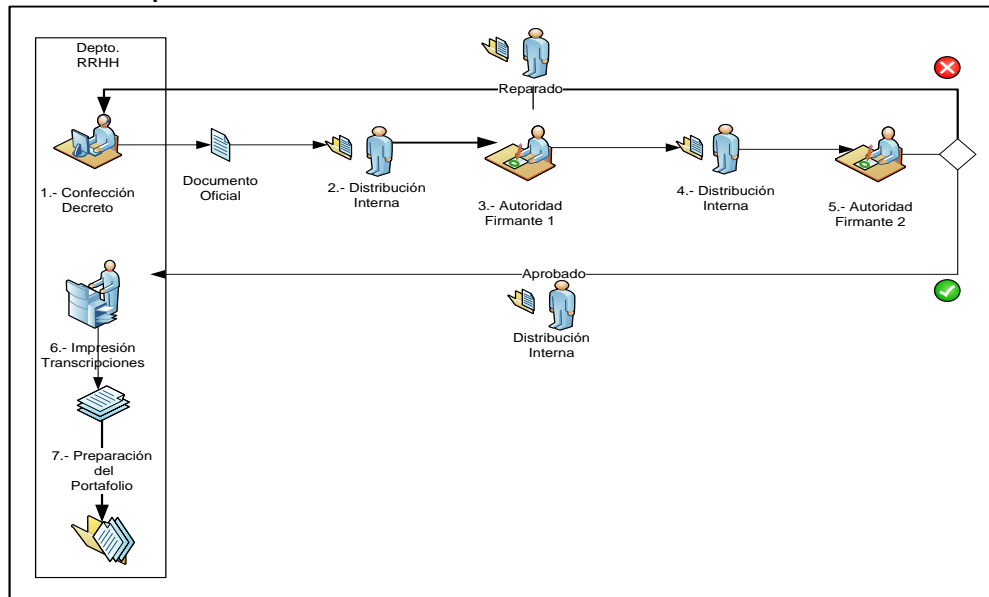 Depto.
RRHH
Reparado
1.- Confección
Decreto
Documento
Oficial
2.- Distribución
Interna
3.- Autoridad
Firmante 1
4.- Distribución
Interna
5.- Autoridad
Firmante 2
Aprobado
Distribución
Interna
6.- Impresión
Transcripciones
7.- Preparación
del
Portafolio